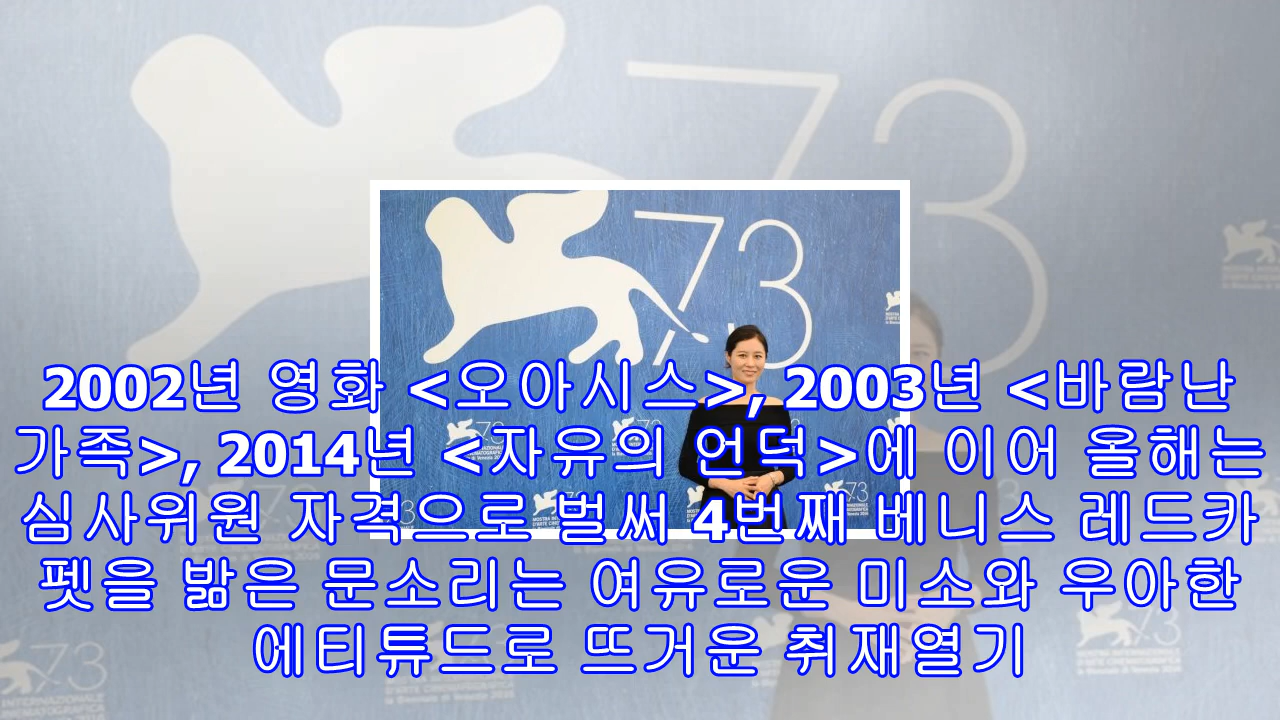 73
2002년 영화 <오아시스>, 2003년 <바람난
가족>, 2014년 <자유의 언덕>에 이어 올해는
심사위원 자격으로 벌써 4번째 베니스 레드카
펫을 밟은 문소리는 여유로운 미소와 우아한
에티튜드로 뜨거운 취재열기